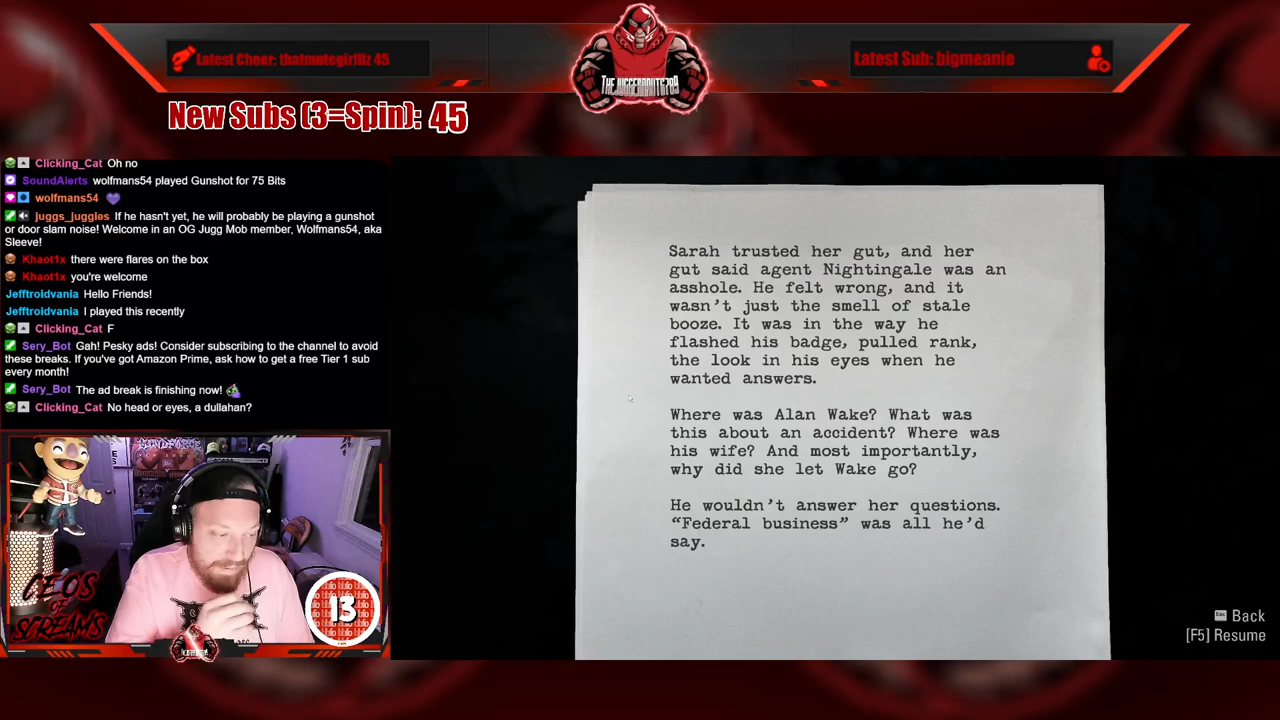 Latest Cheer: thatmutegirlliz 45
THEJUGGERNAUT6789
Latest Sub: bigmeanie
New Subs (3=Spin): 45
Clicking_Cat Oh no
SoundAlerts wolfmans54 played Gunshot for 75 Bits
wolfmans54
juggs_juggies If he hasn't yet, he will probably be playing a gunshot
or door slam noise! Welcome in an OG Jugg Mob member, Wolfmans54, aka
Sleeve!
Khaot1x there were flares on the box
Khaot1x you're welcome
Jefftroidvania Hello Friends!
Jefftroidvania I played this recently
Clicking_Cat F
Sery_Bot Gah! Pesky ads! Consider subscribing to the channel to avoid
these breaks. If you've got Amazon Prime, ask how to get a free Tier 1 sub
every month!
Sery_Bot The ad break is finishing now!
Clicking_Cat No head or eyes, a dullahan?
Sarah trusted her gut, and her
gut said agent Nightingale was an
asshole. He felt wrong, and it
wasn't just the smell of stale
booze. It was in the way he
flashed his badge, pulled rank,
the look in his eyes when he
wanted answers.
Where was Alan Wake? What was
this about an accident? Where was
his wife? And most importantly,
why did she let Wake go?
He wouldn't answer her questions.
“Federal business” was all he'd
say.
CEOS
OF
SCREAMS
13
Back
[F5] Resume